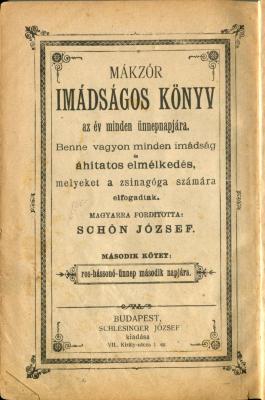 MÁKZÓR
IMÁDSÁGOS KÖNYV
az év minden ünnepnapjára.
Benne vagyon minden imádság
és
áhitatos elmélkedés,
melyeket a zsinagóga számára
elfogadtak.
MAGYARRA FORDITOTTA:
SCHÖN JÓZSEF.
MÁSODIK KÖTET:
ros-hássonó-ünnep második napjára.
BUDAPEST,
SCHLESINGER JÓZSEF
kiadása
VII., Király-utcza 1. sz.